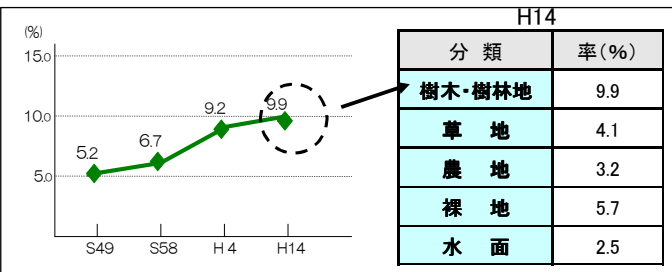 (%)
15.0
10.0
5.0
5.2
6.7
9.2
9.9
S49 S58 H4 H14
H14
分類 率(%)
樹木・樹林地 9.9
草地 4.1
農地 3.2
裸地 5.7
水面 2.5